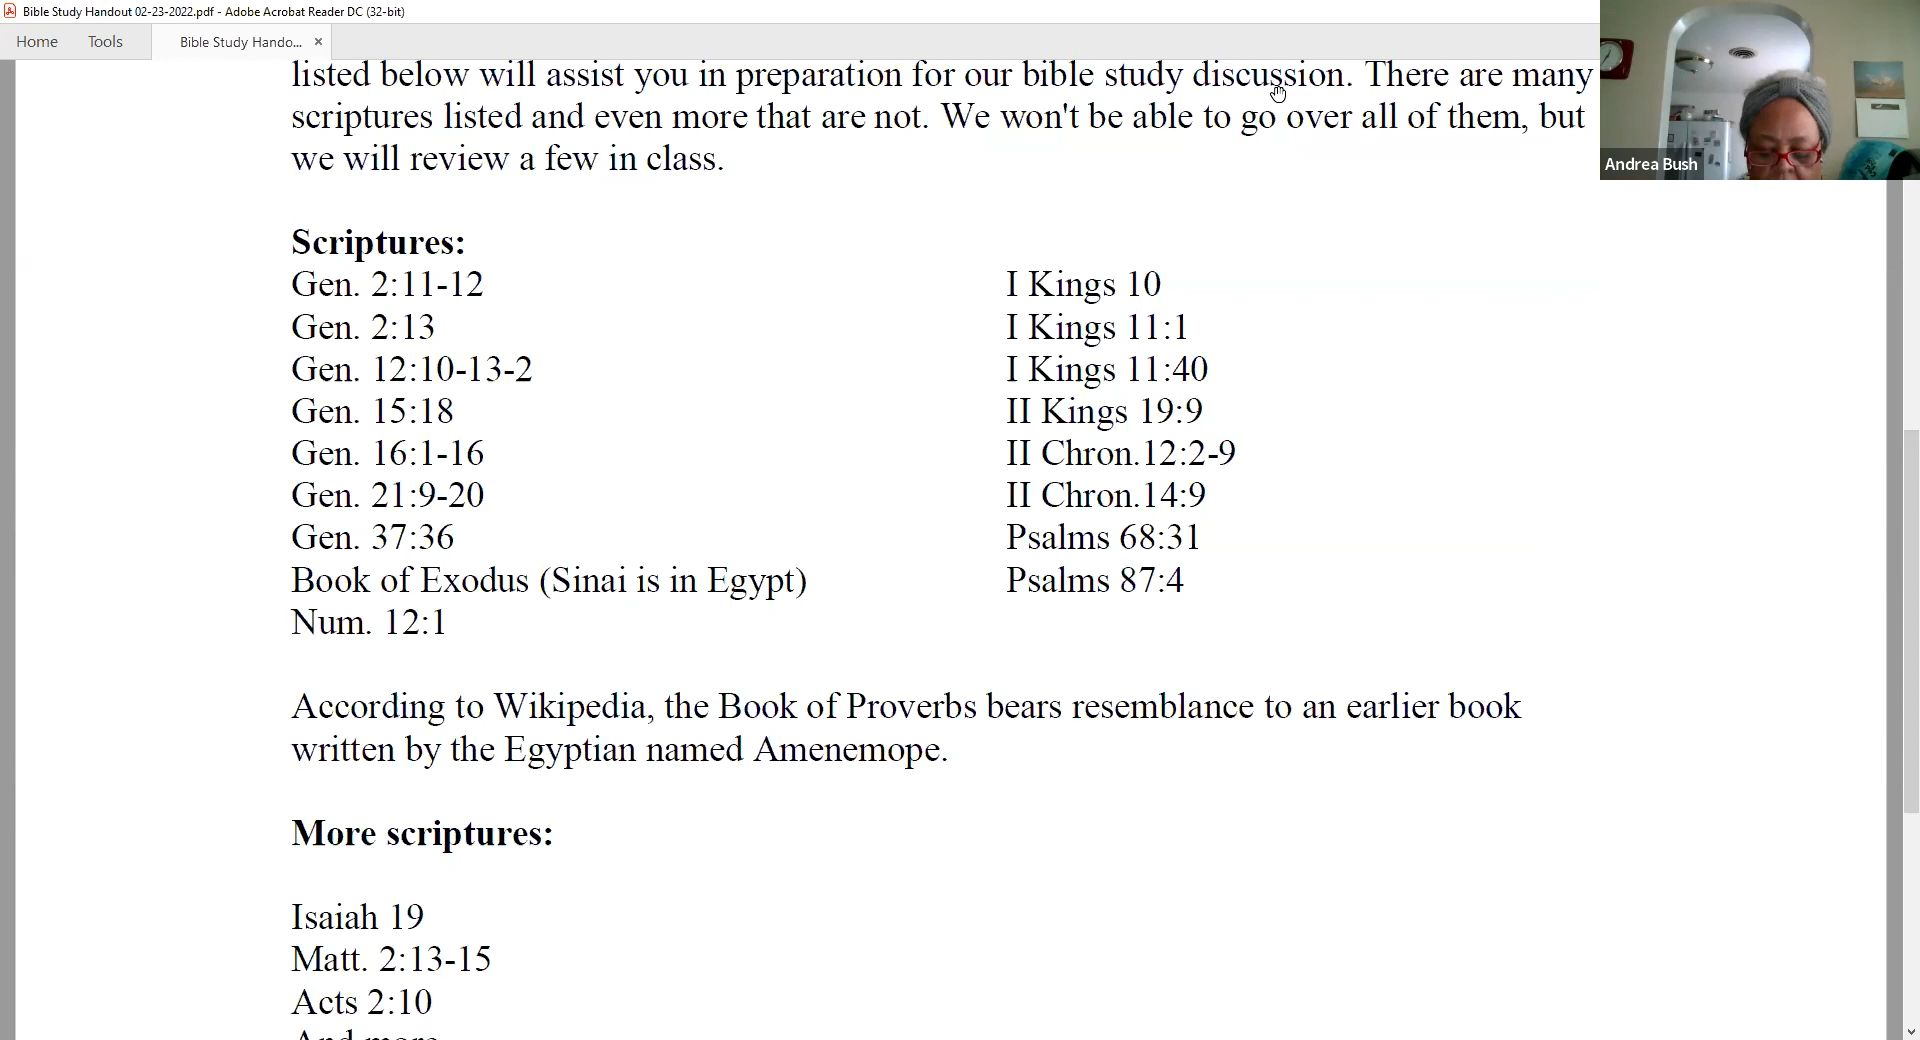 Bible Study Handout 02-23-2022.pdf - Adobe Acrobat Reader DC (32-bit)
Home Tools Bible Study Hando... ×
listed below will assist you in preparation for our bible study discussion. There are many
scriptures listed and even more that are not. We won't be able to go over all of them, but
we will review a few in class.
Andrea Bush
Scriptures:
Gen. 2:11-12
Gen. 2:13
Gen. 12:10-13-2
Gen. 15:18
Gen. 16:1-16
Gen. 21:9-20
Gen. 37:36
Book of Exodus (Sinai is in Egypt)
Num. 12:1
I Kings 10
I Kings 11:1
I Kings 11:40
II Kings 19:9
II Chron.12:2-9
II Chron.14:9
Psalms 68:31
Psalms 87:4
According to Wikipedia, the Book of Proverbs bears resemblance to an earlier book
written by the Egyptian named Amenemope.
More scriptures:
Isaiah 19
Matt. 2:13-15
Acts 2:10
And more